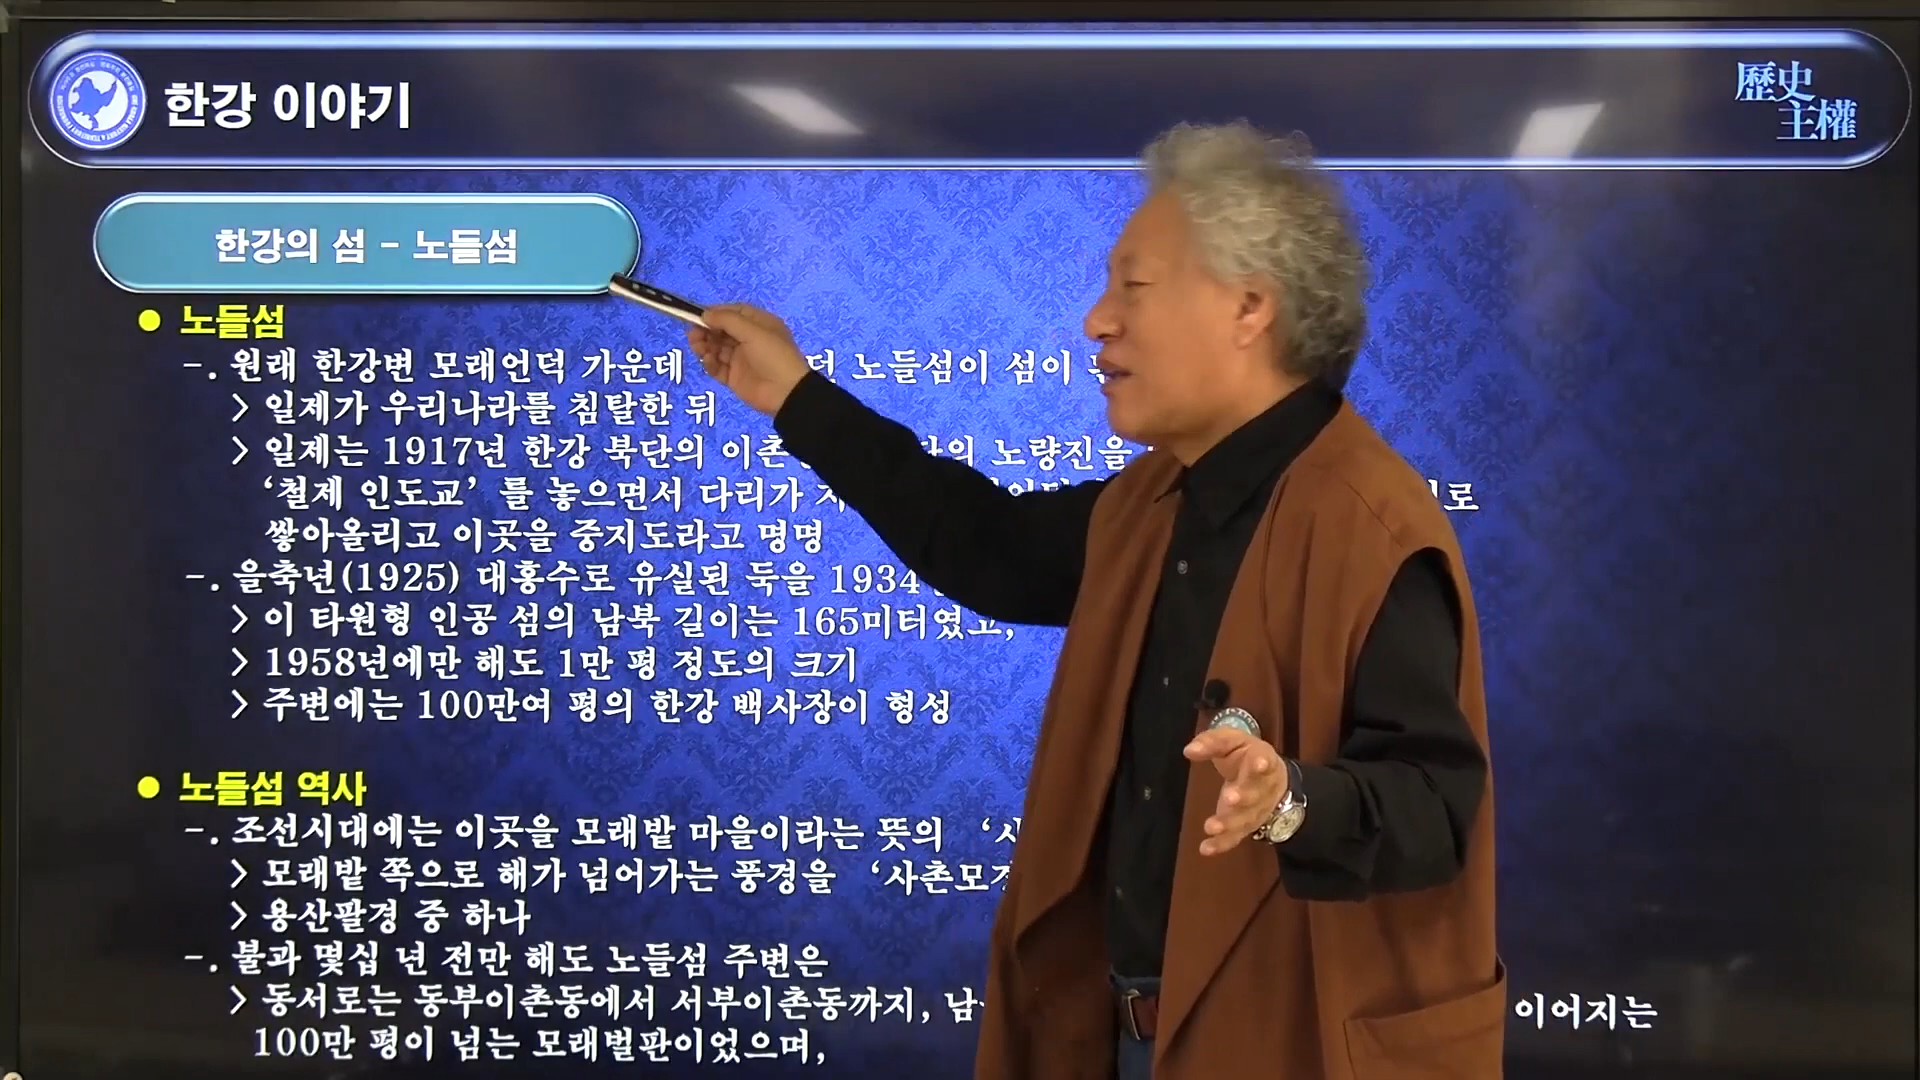 한강 이야기
歷史
主權
한강의 섬 - 노들섬
● 노들섬
-. 원래 한강변 모래언덕 가운데 던 노들섬이 섬이
> 일제가 우리나라를 침탈한 뒤
> 일제는 1917년 한강 북단의 노량진을
‘철제 인도교’ 를 놓으면서 다리가
쌓아올리고 이곳을 중지도라고 명명
-. 을축년(1925) 대홍수로 유실된 둑을 1934
> 이 타원형 인공 섬의 남북 길이는 165미터였고,
> 1958년에만 해도 1만 평 정도의 크기
> 주변에는 100만여 평의 한강 백사장이 형성
● 노들섬 역사
-. 조선시대에는 이곳을 모래밭 마을이라는 뜻의
> 모래밭 쪽으로 해가 넘어가는 풍경을 ‘사촌모경
> 용산팔경 중 하나
-. 불과 몇십 년 전만 해도 노들섬 주변은
> 동서로는 동부이촌동에서 서부이촌동까지, 이어지는
100만 평이 넘는 모래벌판이었으며,